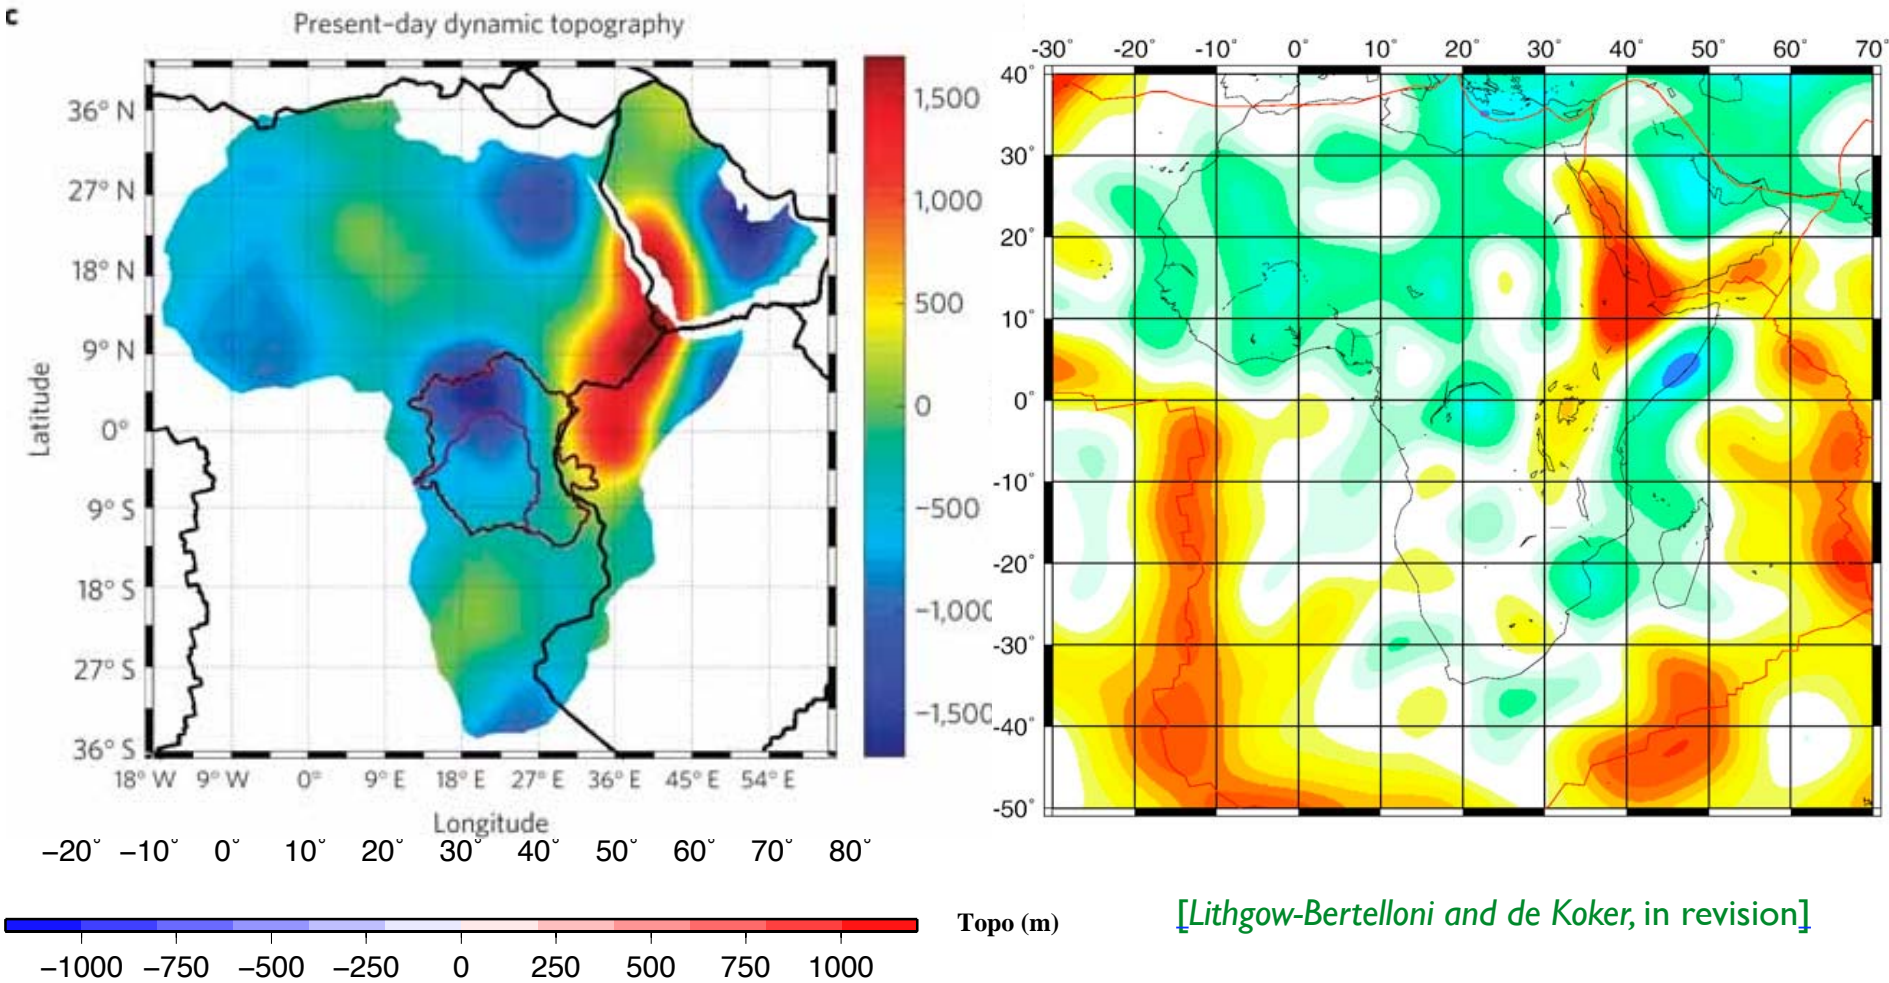 c
Present-day dynamic topography
36° N
27° N
18° N
9° N
0°
9° S
18° S
27° S
36° S
Latitude
18° W 9° W 0° 9° E 18° E 27° E 36° E 45° E 54° E
Longitude
1,500
1,000
500
0
−500
−1,000
−1,500
-30° -20° -10° 0° 10° 20° 30° 40° 50° 60° 70°
40°
30°
20°
10°
0°
-10°
-20°
-30°
-40°
-50°
−20° −10° 0° 10° 20° 30° 40° 50° 60° 70° 80°
Topo (m)
−1000 −750 −500 −250 0 250 500 750 1000
[Lithgow-Bertelloni and de Koker, in revision]